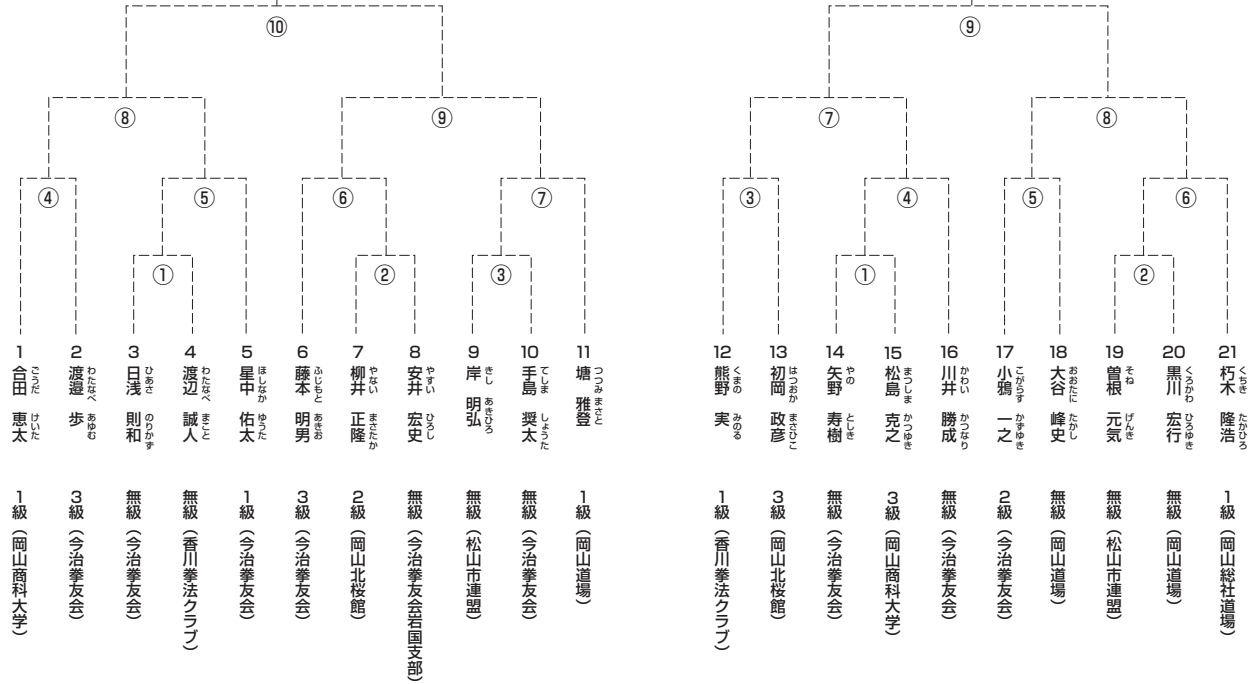 ⑩
⑨
⑧
⑨
⑦
⑧
④
⑤
⑥
⑦
③
④
⑤
⑥
①
②
③
①
②
1 合田 恵太 ごうだ けいた 1級(岡山商科大学)
2 渡邉 歩 わたなべ あゆむ 3級(今治拳友会)
3 日浅 則和 ひあさ のりかず 無級(今治拳友会)
4 渡辺 誠人 わたなべ まこと 無級(香川拳法クラブ)
5 星中 佑太 ほしなか ゆうた 1級(今治拳友会)
6 藤本 明男 ふじもと あきお 3級(今治拳友会)
7 柳井 正隆 やない まさたか 2級(岡山北桜館)
8 安井 宏史 やすい ひろし 無級(今治拳友会岩国支部)
9 岸 明弘 きし あきひろ 無級(松山市連盟)
10 手島 奨太 てしま しょうた 無級(今治拳友会)
11 塘 雅登 つつみ まさと 1級(岡山道場)
12 熊野 実 くまの みのる 1級(香川拳法クラブ)
13 初岡 政彦 はつおか まさひこ 3級(岡山北桜館)
14 矢野 寿樹 やの としき 無級(今治拳友会)
15 松島 克之 まつしま かつゆき 3級(岡山商科大学)
16 川井 勝成 かわい かつなり 無級(今治拳友会)
17 小鴉 一之 こがらす かずゆき 2級(今治拳友会)
18 大谷 峰史 おおたに たかし 無級(岡山道場)
19 曽根 元気 そね げんき 無級(松山市連盟)
20 黒川 宏行 くろかわ ひろゆき 無級(岡山道場)
21 朽木 隆浩 くちき たかひろ 1級(岡山総社道場)